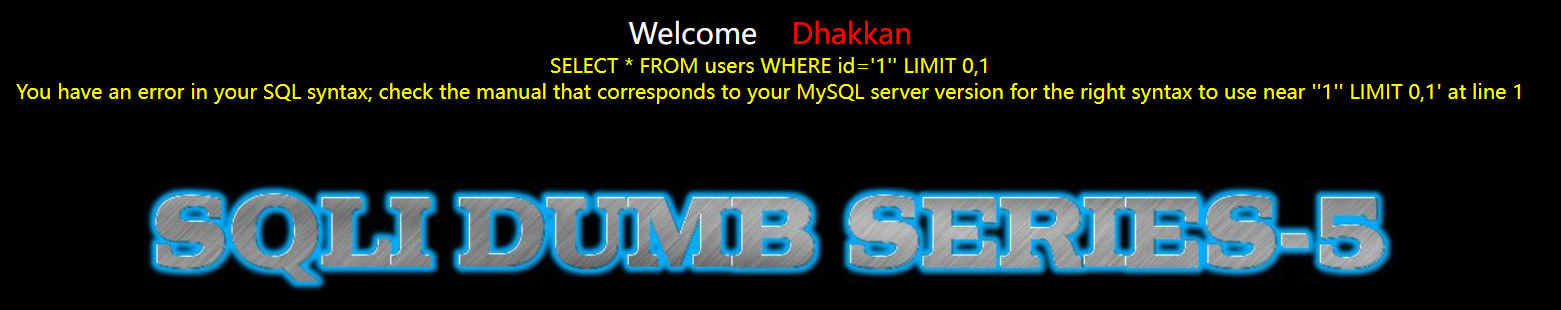 Welcome Dhakkan
SELECT * FROM users WHERE id='1'' LIMIT 0,1
You have an error in your SQL syntax; check the manual that corresponds to your MySQL server version for the right syntax to use near ''1'' LIMIT 0,1' at line 1
SQLI DUMB SERIES-5